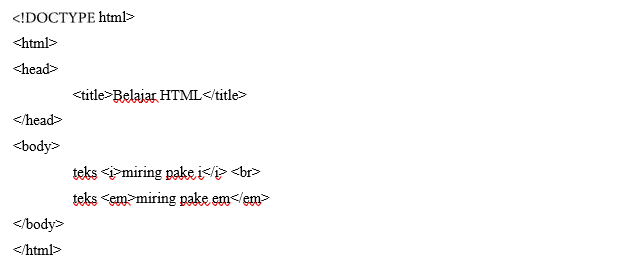 <!DOCTYPE html>
<html>
<head>
<title>Belajar HTML</title>
</head>
<body>
teks <i>miring pake i</i> <br>
teks <em>miring pake em</em>
</body>
</html>